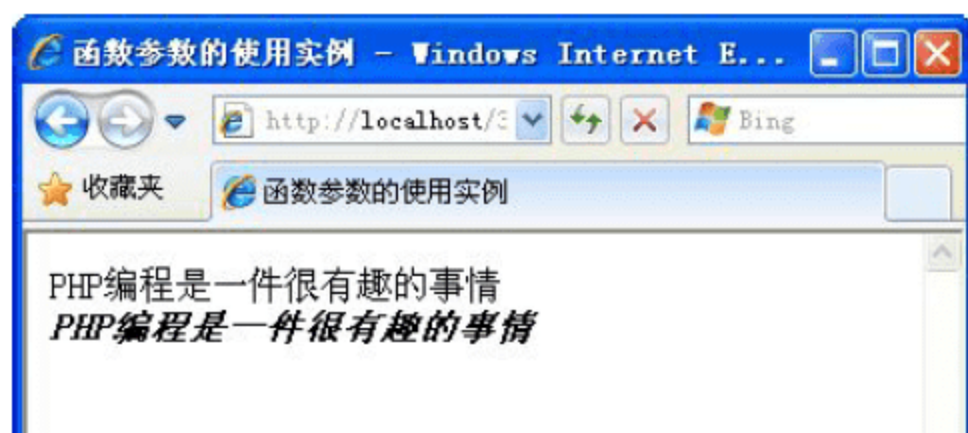 函数参数的使用实例 - Windows Internet E...
http://localhost/3
Bing
收藏夹
函数参数的使用实例
PHP编程是一件很有趣的事情
PHP编程是一件很有趣的事情